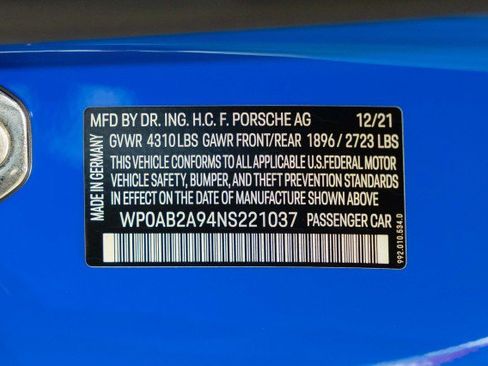 MFD BY DR. ING. H.C. F. PORSCHE AG 12/21
GVWR 4310 LBS GAWR FRONT/REAR 1896/2723 LBS
THIS VEHICLE CONFORMS TO ALL APPLICABLE U.S.FEDERAL MOTOR
VEHICLE SAFETY, BUMPER, AND THEFT PREVENTION STANDARDS
IN EFFECT ON THE DATE OF MANUFACTURE SHOWN ABOVE
WP0AB2A94NS221037 PASSENGER CAR
MADE IN GERMANY
992.010.534.D